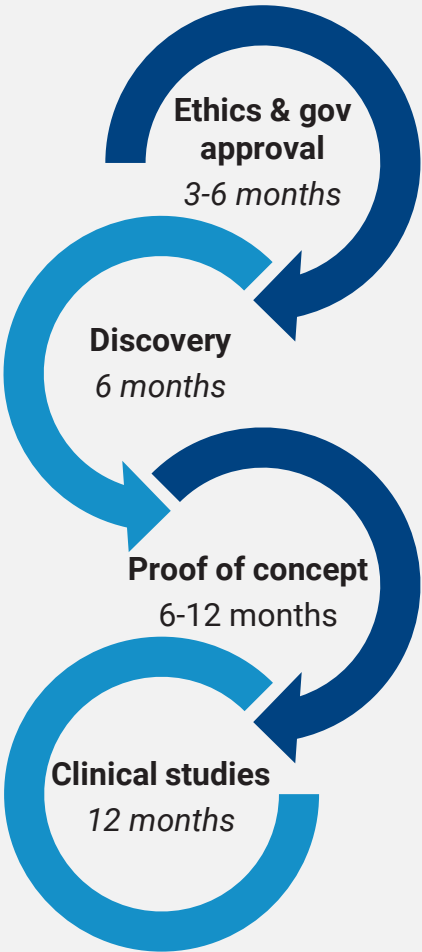 Ethics & gov
approval
3-6 months
Discovery
6 months
Proof of concept
6-12 months
Clinical studies
12 months